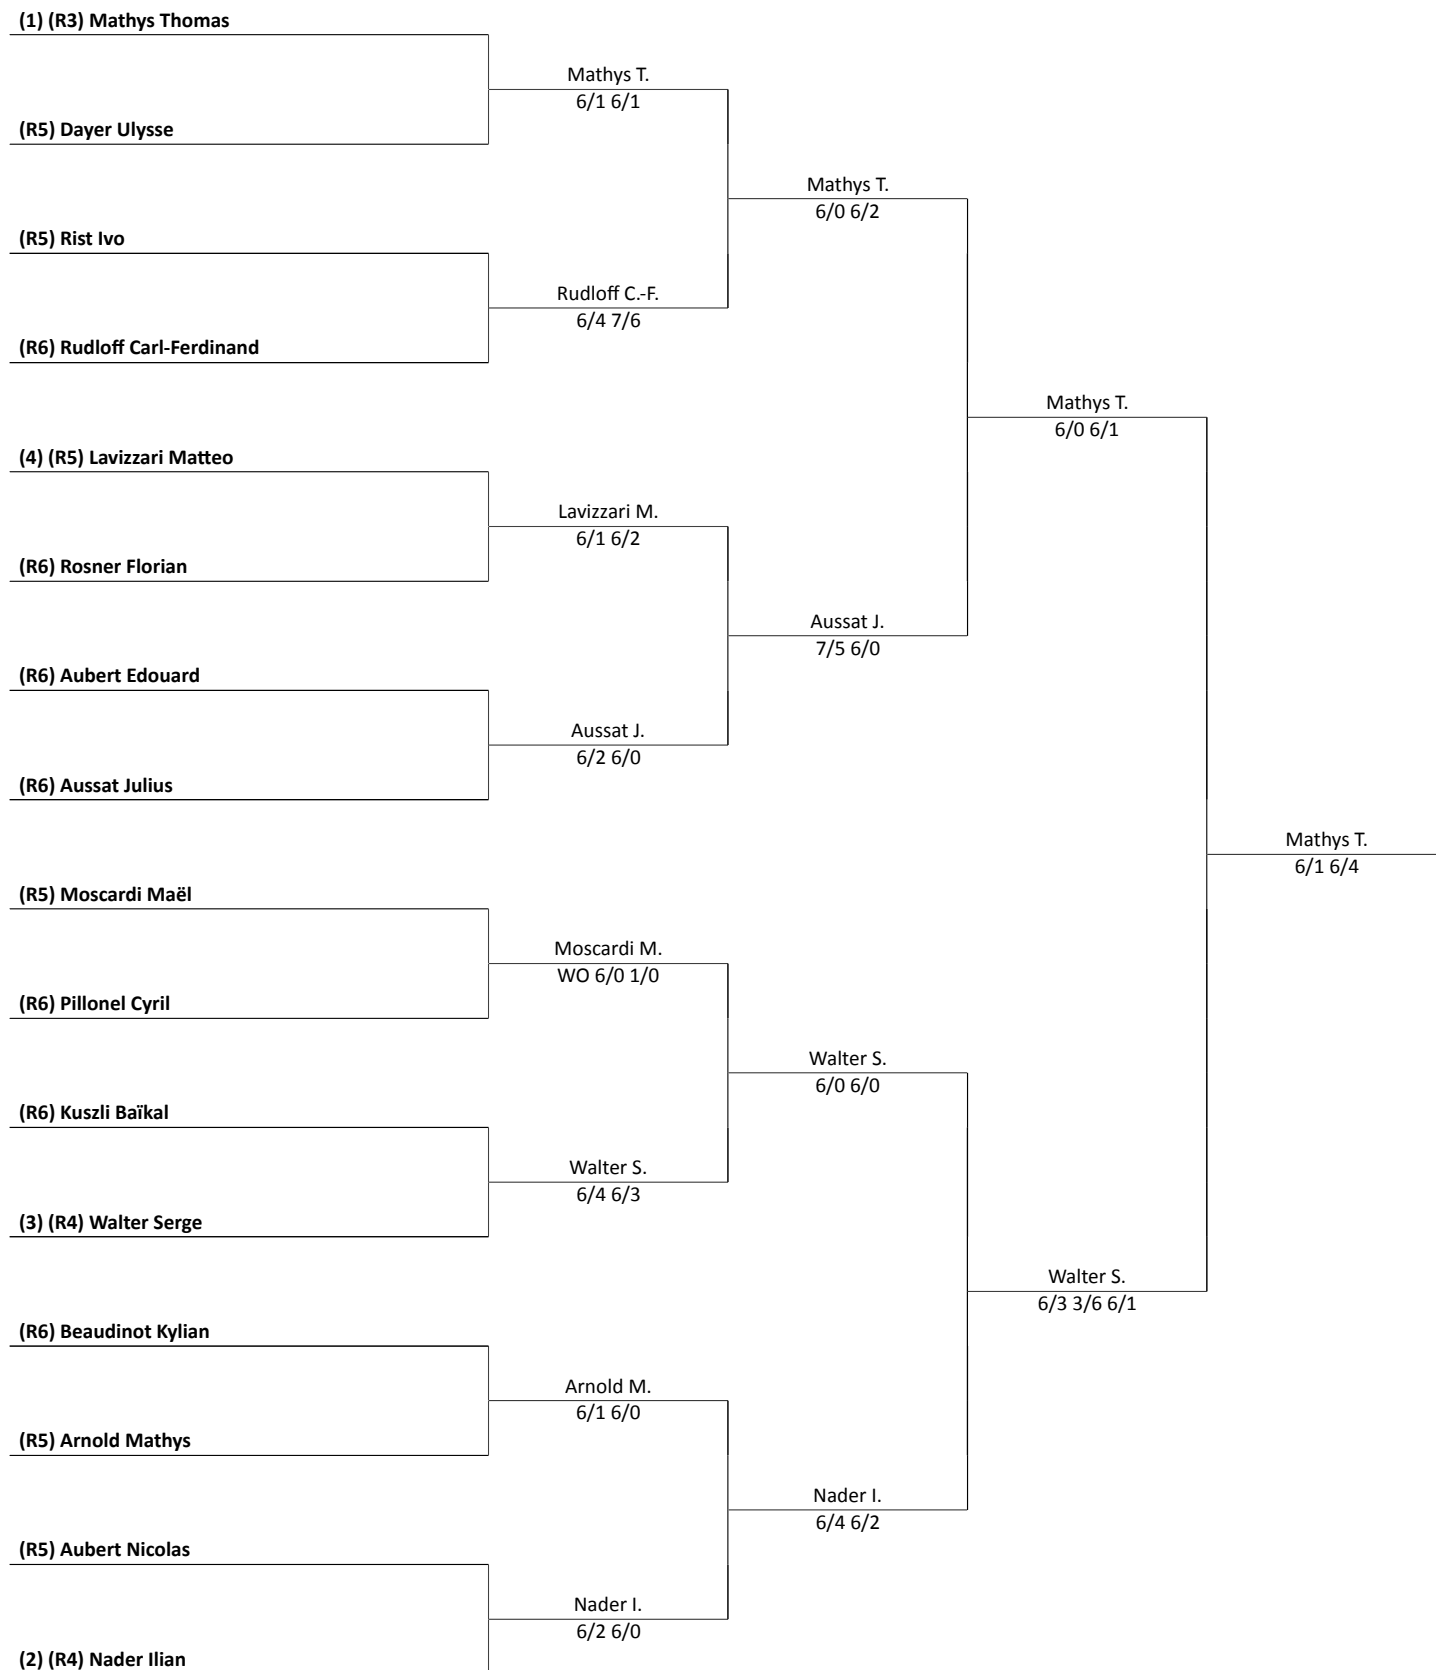 (1) (R3) Mathys Thomas
Mathys T.
6/1 6/1
(R5) Dayer Ulysse
Mathys T.
6/0 6/2
(R5) Rist Ivo
Rudloff C.-F.
6/4 7/6
(R6) Rudloff Carl-Ferdinand
Mathys T.
6/0 6/1
(4) (R5) Lavizzari Matteo
Lavizzari M.
6/1 6/2
(R6) Rosner Florian
Aussat J.
7/5 6/0
(R6) Aubert Edouard
Aussat J.
6/2 6/0
(R6) Aussat Julius
Mathys T.
6/1 6/4
(R5) Moscardi Maël
Moscardi M.
WO 6/0 1/0
(R6) Pillonel Cyril
Walter S.
6/0 6/0
(R6) Kuszli Baïkal
Walter S.
6/4 6/3
(3) (R4) Walter Serge
Walter S.
6/3 3/6 6/1
(R6) Beaudinot Kylian
Arnold M.
6/1 6/0
(R5) Arnold Mathys
Nader I.
6/4 6/2
(R5) Aubert Nicolas
Nader I.
6/2 6/0
(2) (R4) Nader Ilian